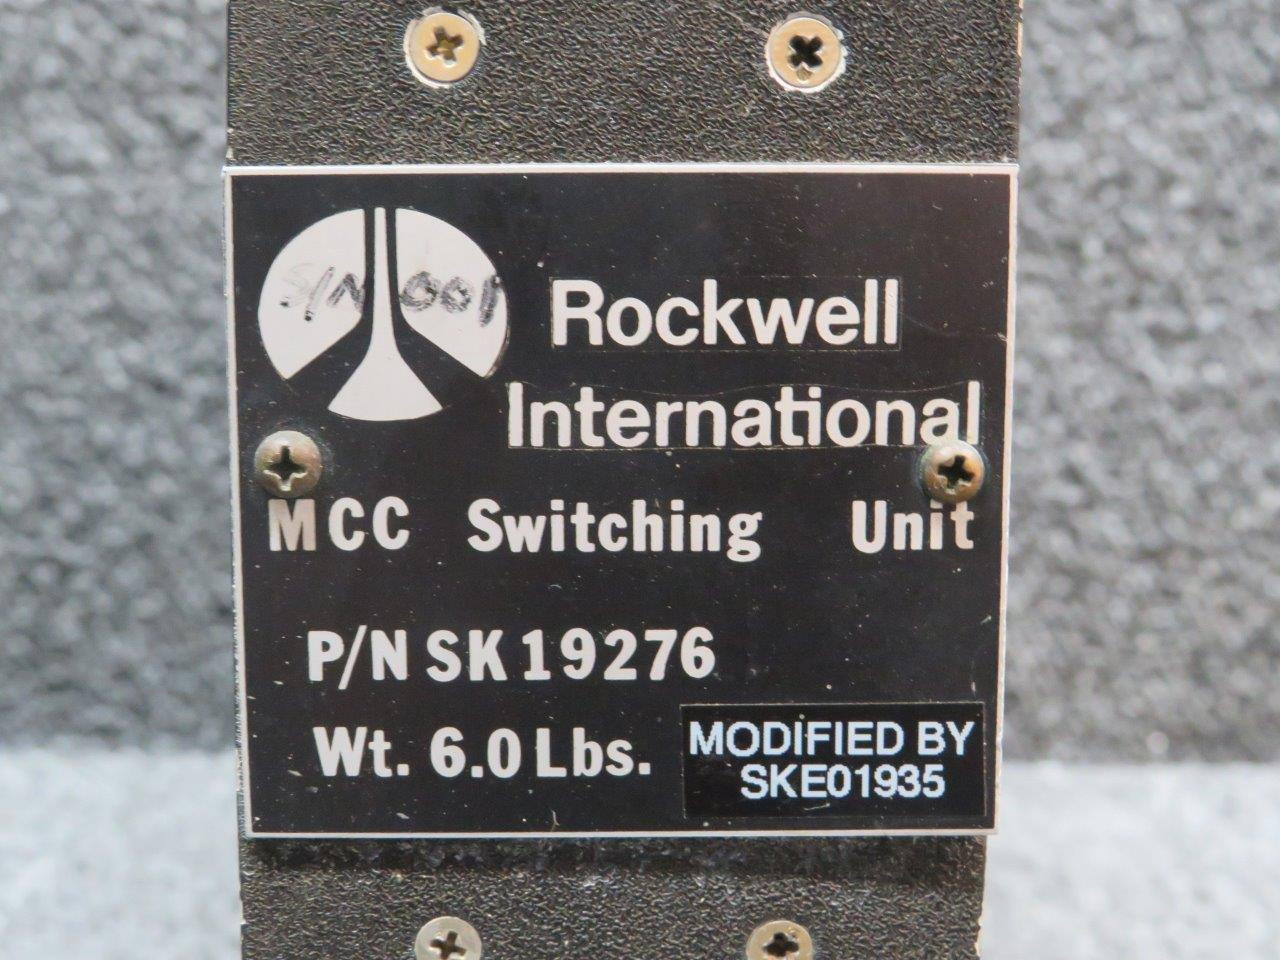 S/N 001
Rockwell
International
MCC Switching Unit
P/N SK19276
Wt. 6.0 Lbs.
MODIFIED BY
SKE01935